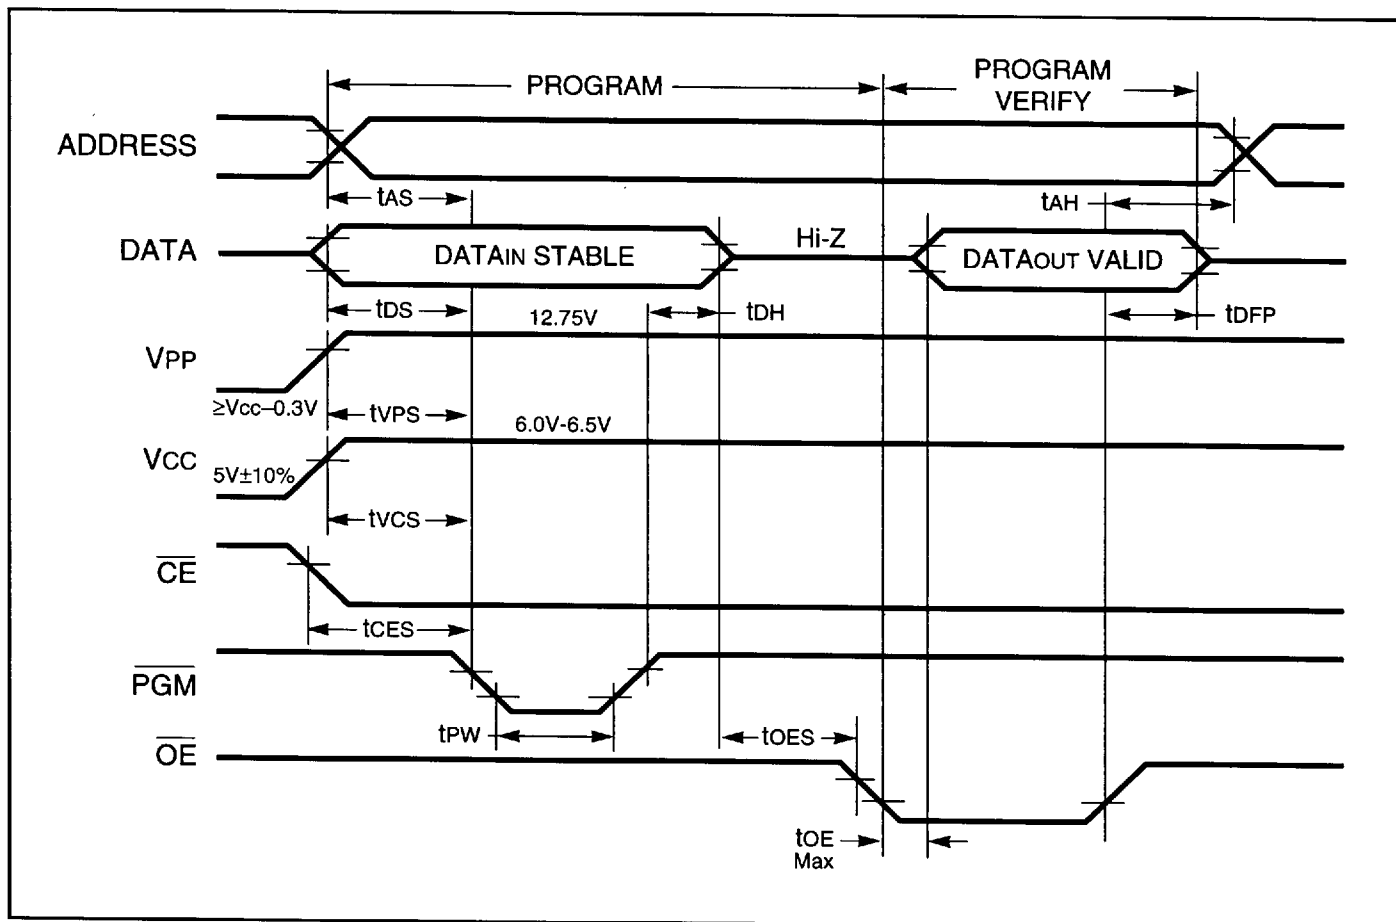 PROGRAM
PROGRAM
VERIFY
ADDRESS
tAS
tAH
DATA
DATAIN STABLE
Hi-Z
DATAOUT VALID
tDS
12.75V
tDH
tDFP
VPP
≥Vcc–0.3V
tVPS
6.0V-6.5V
VCC
5V±10%
tVCS
CE
tCES
PGM
tPW
tOES
OE
tOE
Max